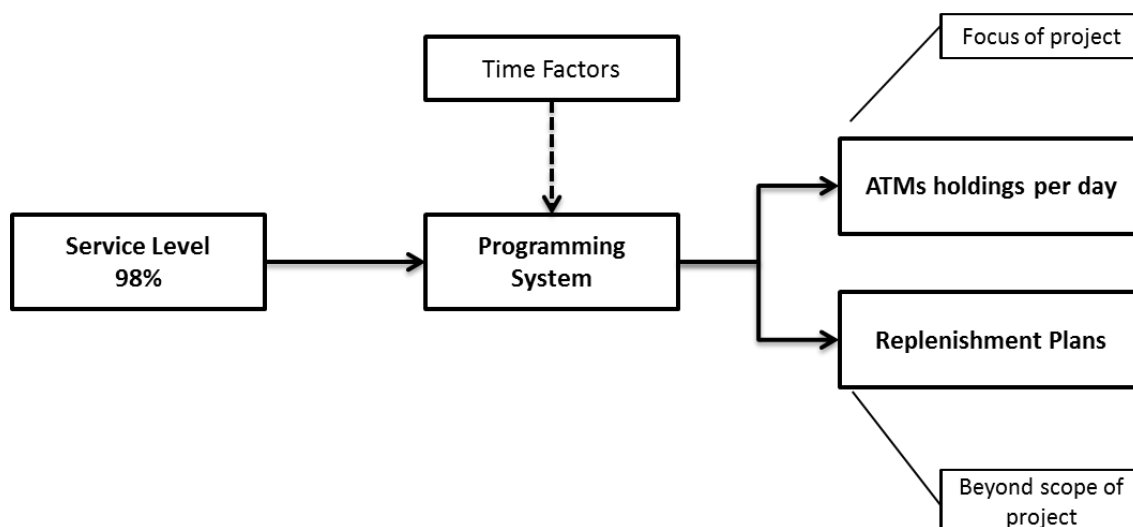 Focus of project
Time Factors
ATMs holdings per day
Service Level
98%
Programming
System
Replenishment Plans
Beyond scope of
project